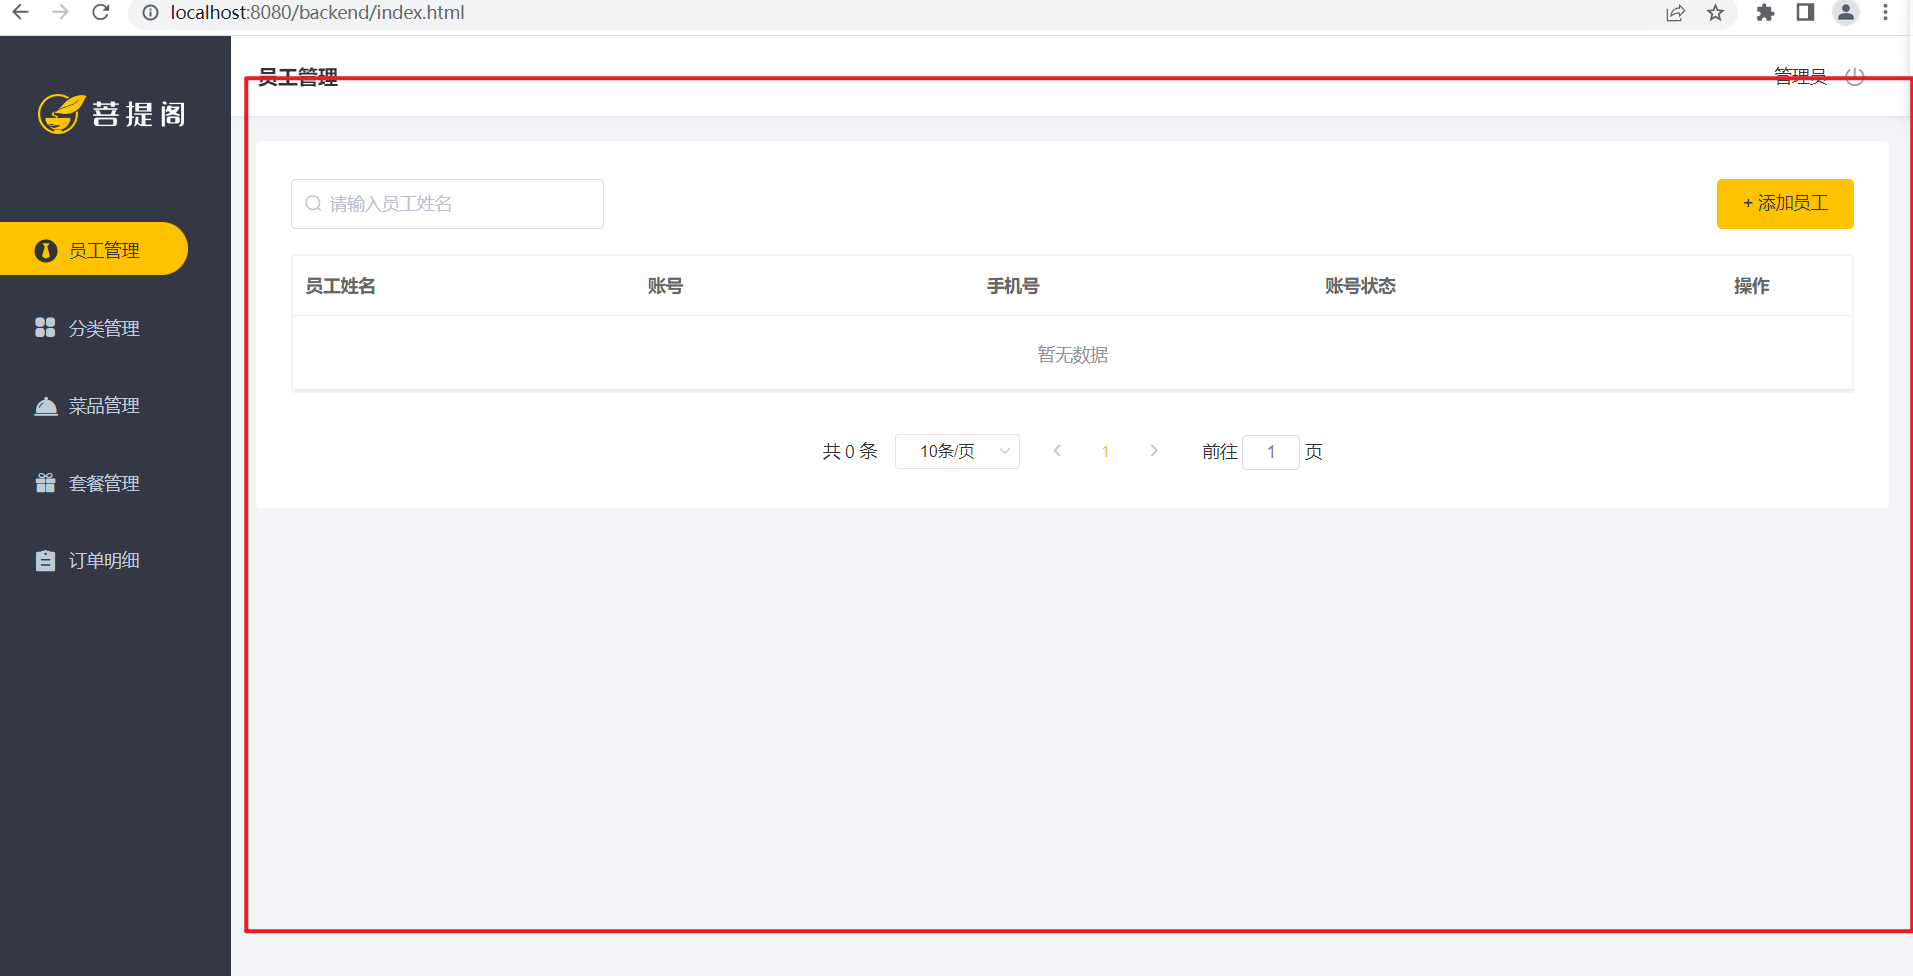 localhost:8080/backend/index.html
菩提阁
员工管理
管理员
员工管理
分类管理
菜品管理
套餐管理
订单明细
请输入员工姓名
+ 添加员工
员工姓名 账号 手机号 账号状态 操作
暂无数据
共 0 条 10条/页 1 前往 1 页